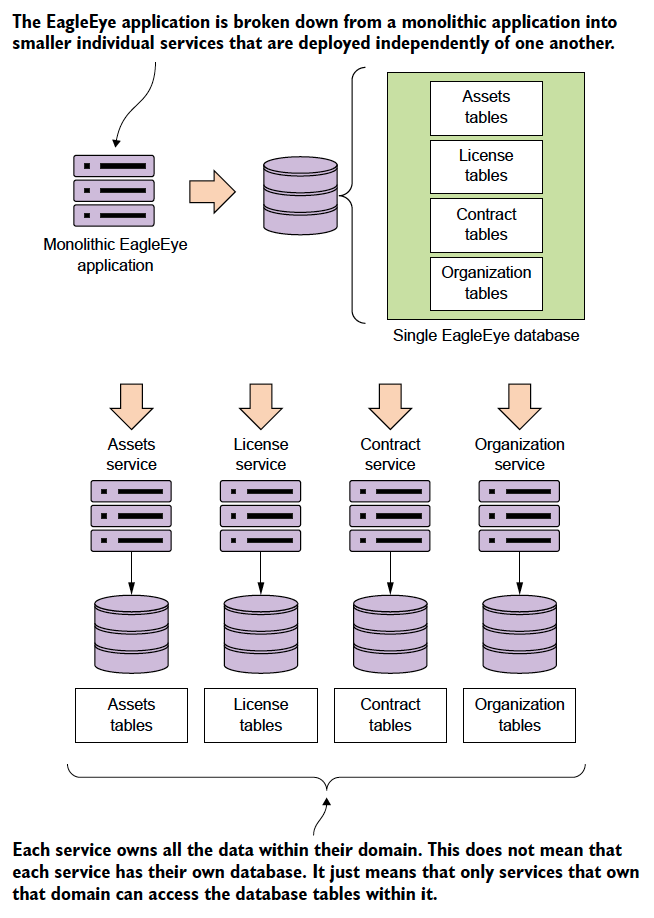 The EagleEye application is broken down from a monolithic application into
smaller individual services that are deployed independently of one another.
Assets
tables
License
tables
Contract
tables
Organization
tables
Monolithic EagleEye
application
Single EagleEye database
Assets
service
License
service
Contract
service
Organization
service
Assets
tables
License
tables
Contract
tables
Organization
tables
Each service owns all the data within their domain. This does not mean that
each service has their own database. It just means that only services that own
that domain can access the database tables within it.